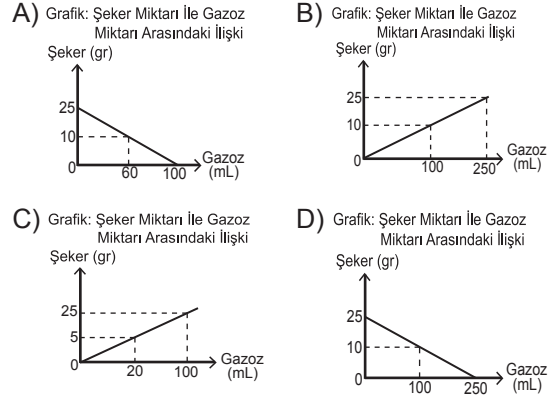 A) Grafik: Şeker Miktarı İle Gazoz
Miktarı Arasındaki İlişki
Şeker (gr)
25
10
0
60
100
Gazoz
(mL)
B) Grafik: Şeker Miktarı İle Gazoz
Miktarı Arasındaki İlişki
Şeker (gr)
25
10
0
100
250
Gazoz
(mL)
C) Grafik: Şeker Miktarı İle Gazoz
Miktarı Arasındaki İlişki
Şeker (gr)
25
5
0
20
100
Gazoz
(mL)
D) Grafik: Şeker Miktarı İle Gazoz
Miktarı Arasındaki İlişki
Şeker (gr)
25
10
0
100
250
Gazoz
(mL)